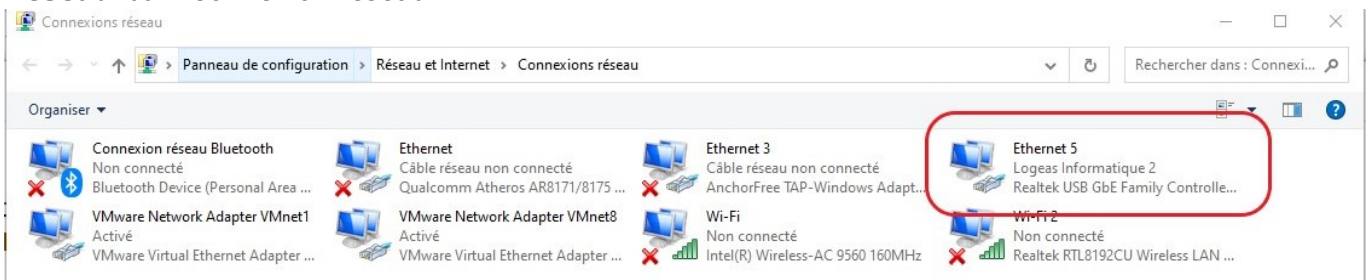 Connexions réseau
Panneau de configuration > Réseau et Internet > Connexions réseau
Rechercher dans : Connexi...
Organiser
Connexion réseau Bluetooth
Non connecté
Bluetooth Device (Personal Area ...
Ethernet
Câble réseau non connecté
Qualcomm Atheros AR8171/8175 ...
Ethernet 3
Câble réseau non connecté
AnchorFree TAP-Windows Adapt...
Ethernet 5
Logeas Informatique 2
Realtek USB GbE Family Controlle...
VMware Network Adapter VMnet1
Activé
VMware Virtual Ethernet Adapter ...
VMware Network Adapter VMnet8
Activé
VMware Virtual Ethernet Adapter ...
Wi-Fi
Non connecté
Intel(R) Wireless-AC 9560 160MHz
Wi-Fi 2
Non connecté
Realtek RTL8192CU Wireless LAN ...